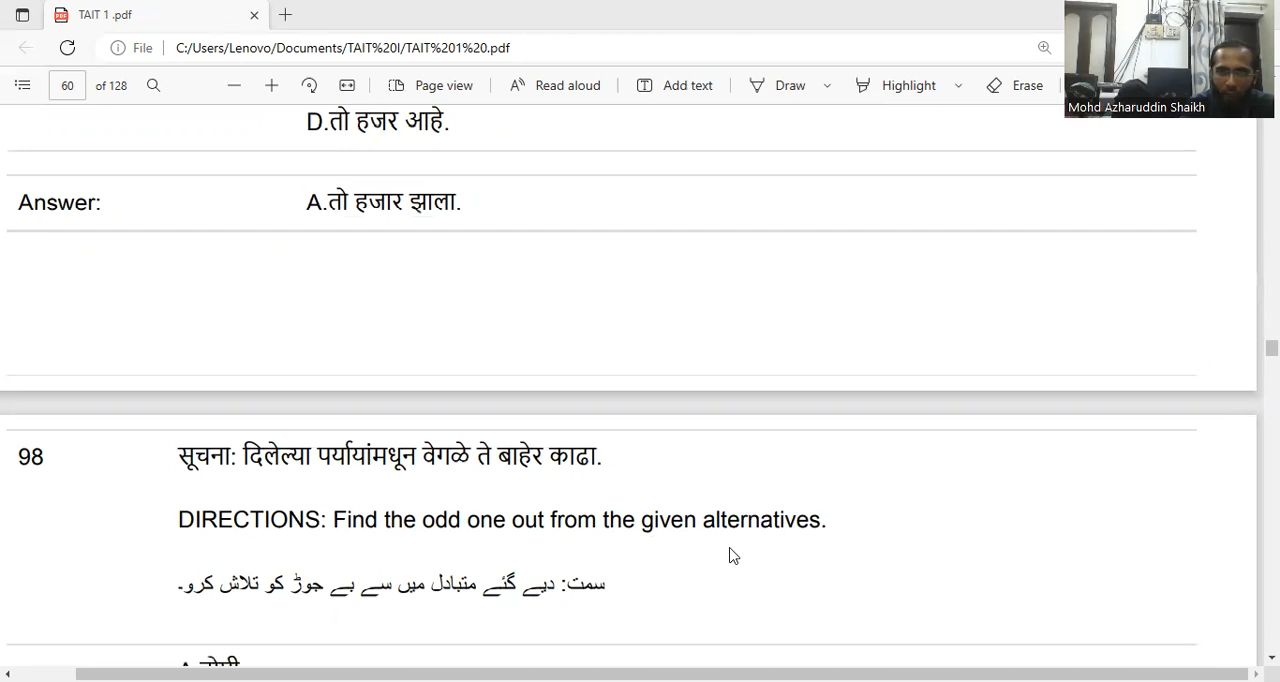 TAIT 1 .pdf
File
C:/Users/Lenovo/Documents/TAIT%20I/TAIT%201%20.pdf
60 of 128
Page view
Read aloud
Add text
Draw
Highlight
Erase
Mohd Azharuddin Shaikh
D.तो हजर आहे.
Answer: A.तो हजार झाला.
98 सूचना: दिलेल्या पर्यायांमधून वेगळे ते बाहेर काढा.
DIRECTIONS: Find the odd one out from the given alternatives.
سمت: دیے گئے متبادل میں سے بے جوڑ کو تلاش کرو۔